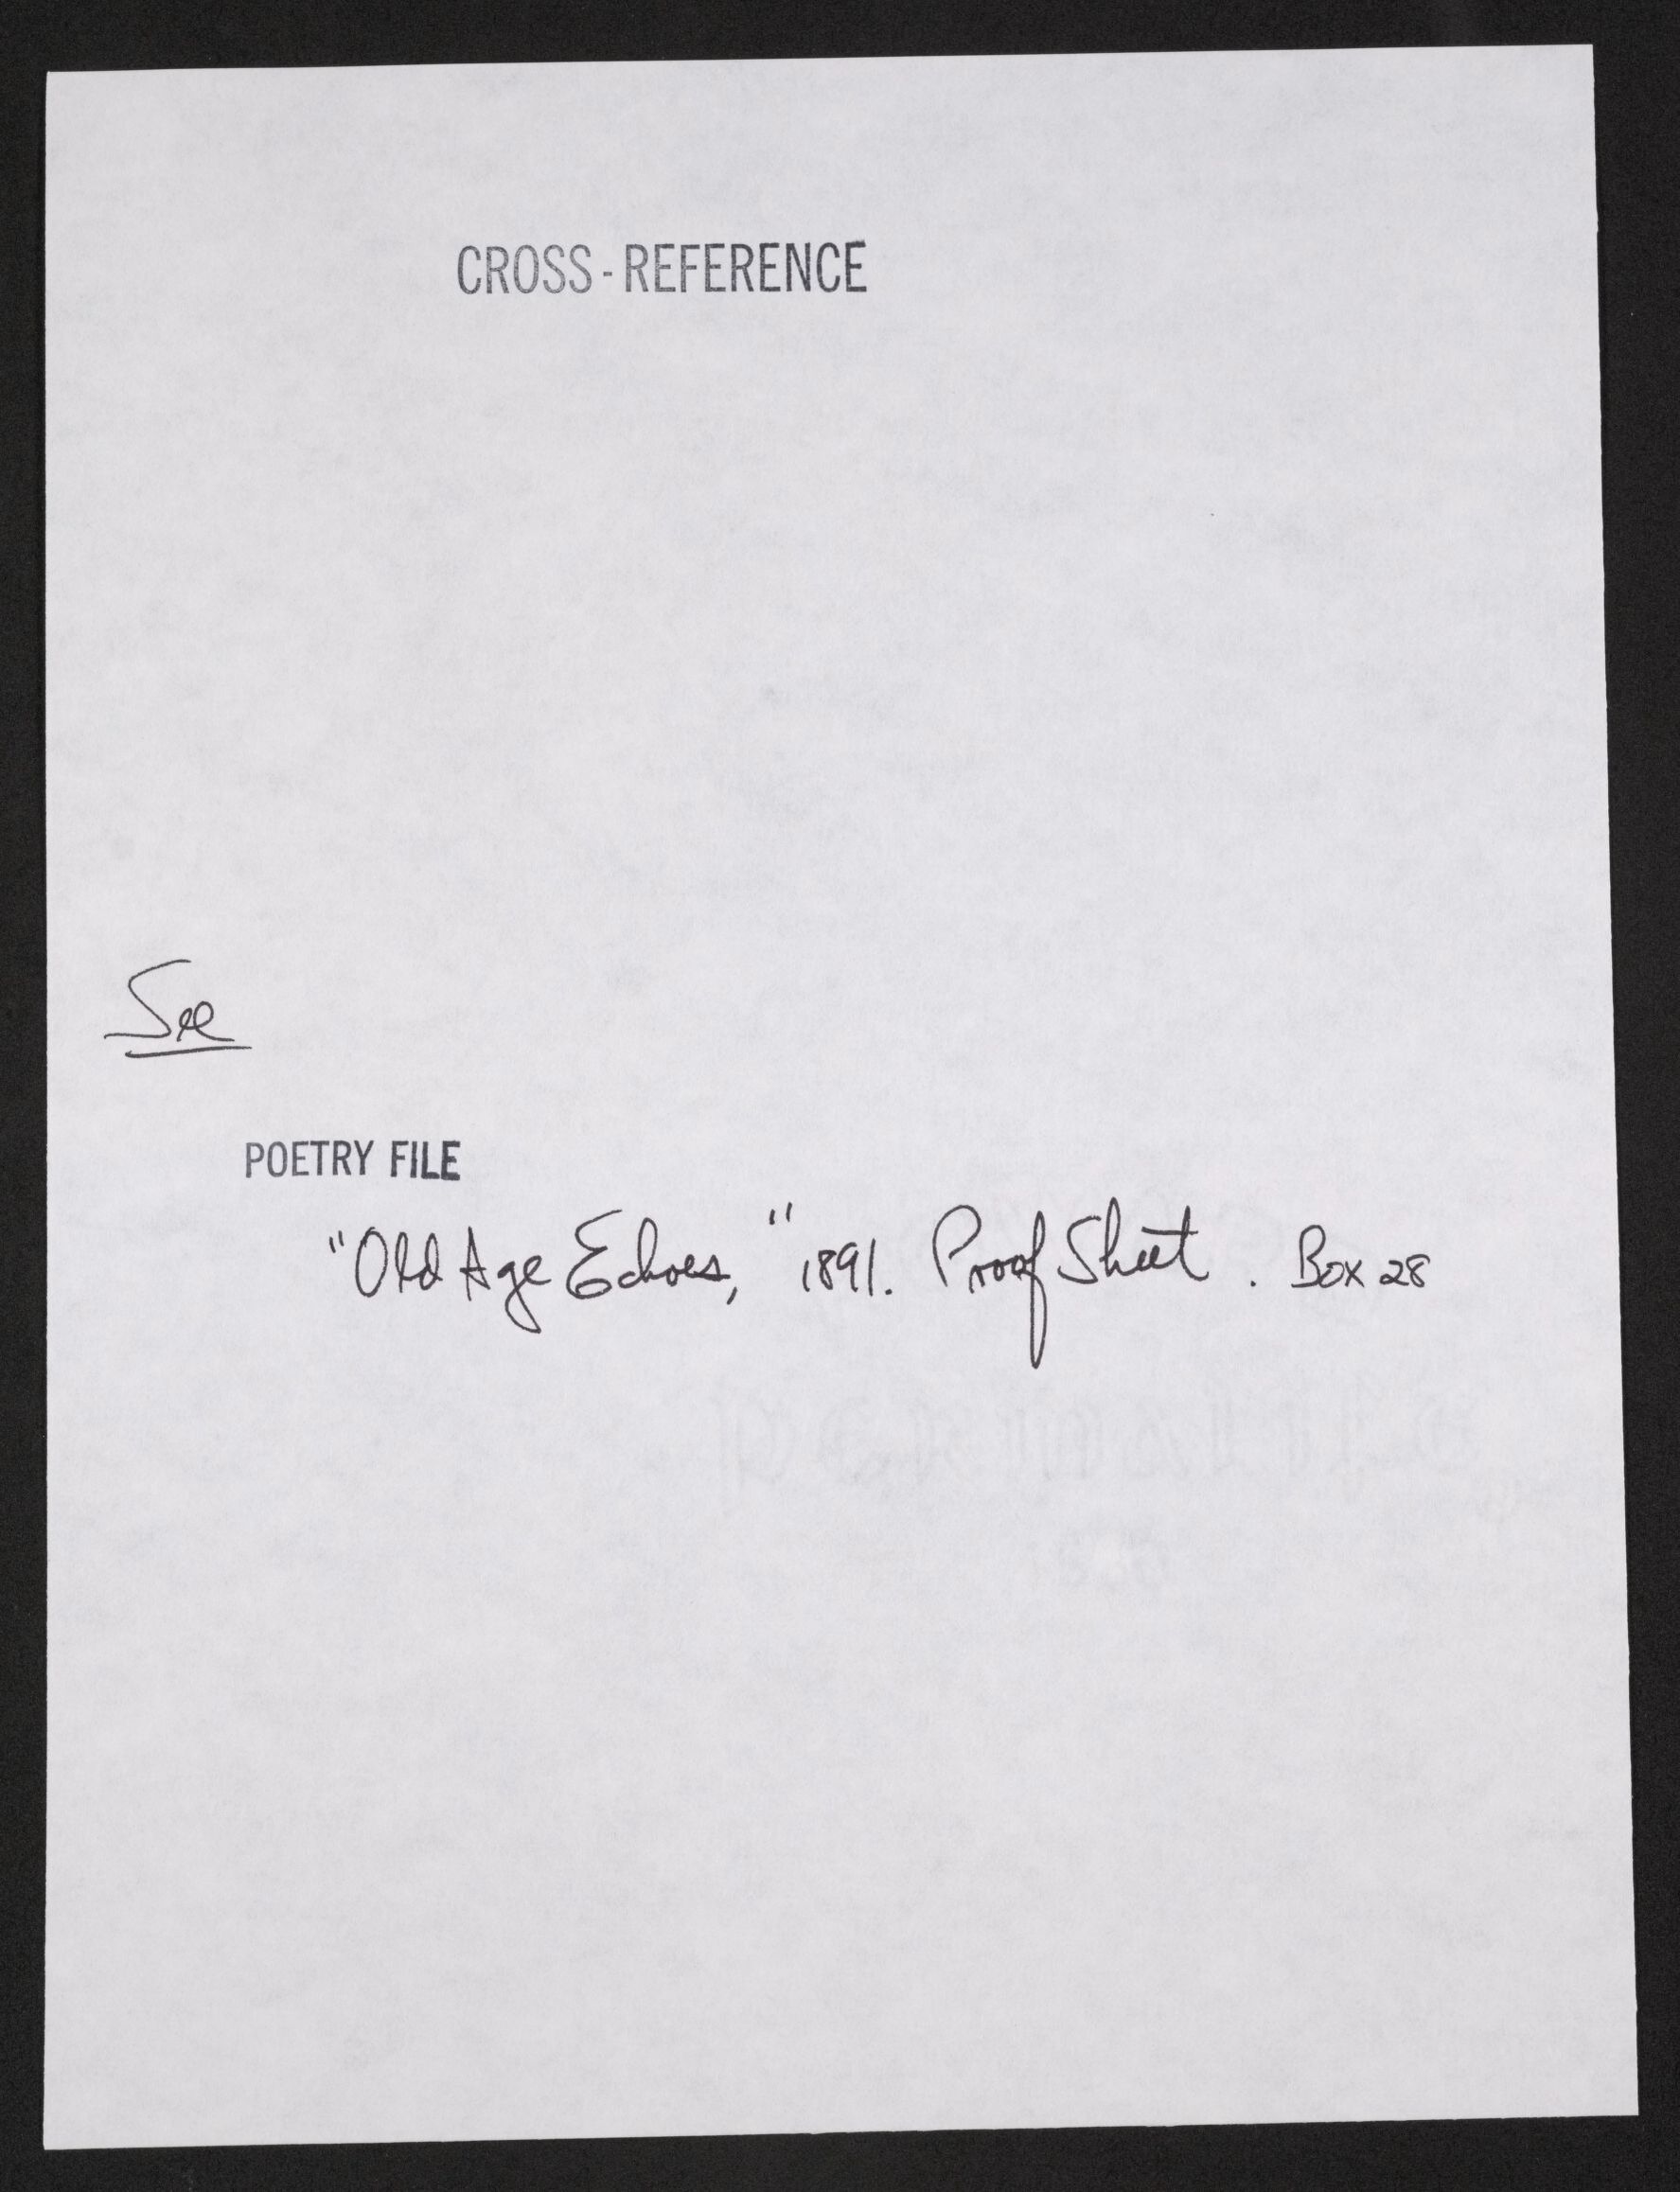 CROSS-REFERENCE
See
POETRY FILE
"Old Age Echoes," 1891. Proof Sheet. Box 28